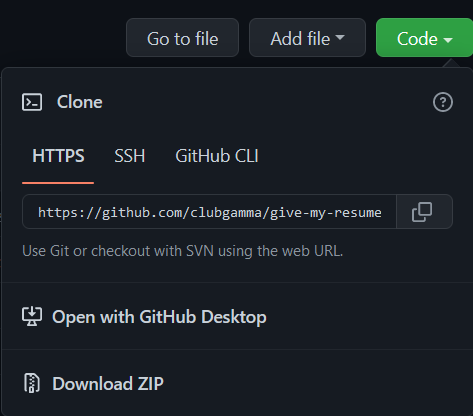 Go to file
Add file
Code
Clone
HTTPS
SSH
GitHub CLI
https://github.com/clubgamma/give-my-resume
Use Git or checkout with SVN using the web URL.
Open with GitHub Desktop
Download ZIP